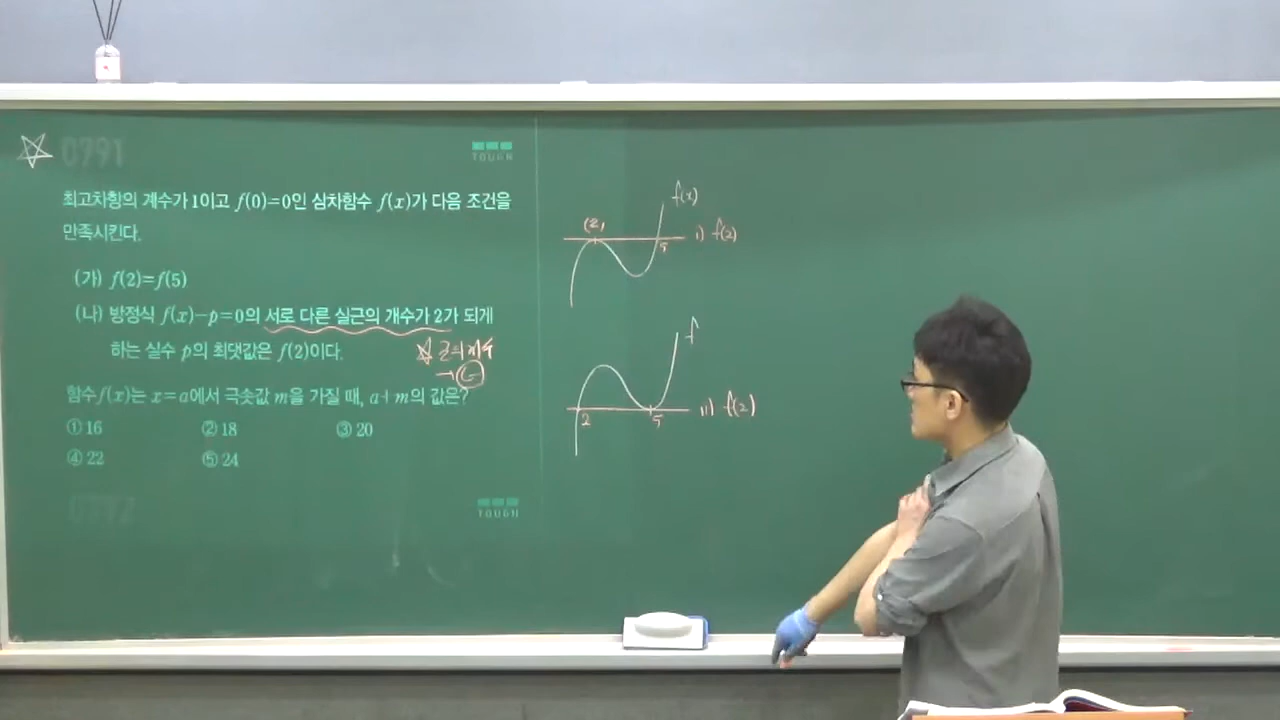 0791
TOUGH
최고차항의 계수가 1이고 f(0)=0인 삼차함수 f(x)가 다음 조건을
만족시킨다.
(가) f(2)=f(5)
(나) 방정식 f(x)-p=0의 서로 다른 실근의 개수가 2가 되게
하는 실수 p의 최댓값은 f(2)이다.
☆ 근의 개수
→ G
함수 f(x)는 x=a에서 극솟값 m을 가질 때, a+m의 값은?
① 16 ② 18 ③ 20
④ 22 ⑤ 24
0792
TOUGH
f(x)
(2)
5
i) f(2)
f
2
5
ii) f(2)